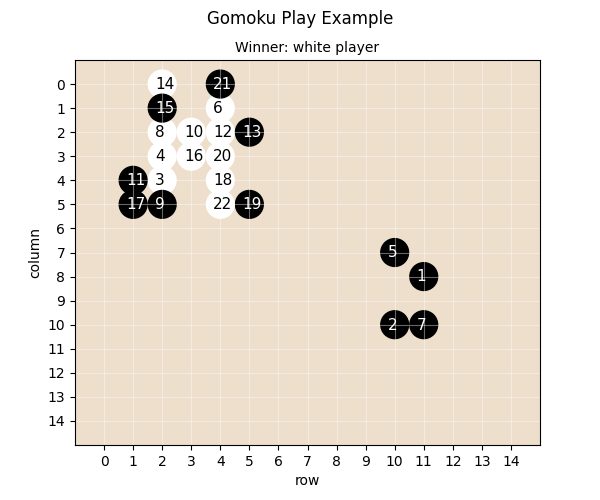 Gomoku Play Example
Winner: white player
0 14 21
1 15 6
2 8 10 12 13
3 4 16 20
4 11 3 18
5 17 9 22 19
6
7 5
8 1
9
10 2 7
11
12
13
14
column
0 1 2 3 4 5 6 7 8 9 10 11 12 13 14
row